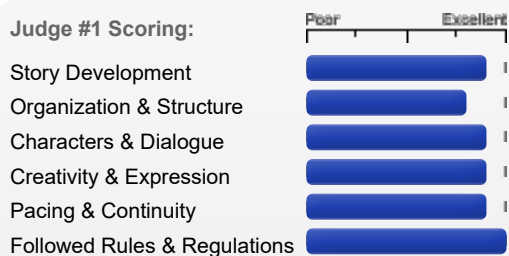 Judge #1 Scoring:
Poor Excellent
Story Development
Organization & Structure
Characters & Dialogue
Creativity & Expression
Pacing & Continuity
Followed Rules & Regulations